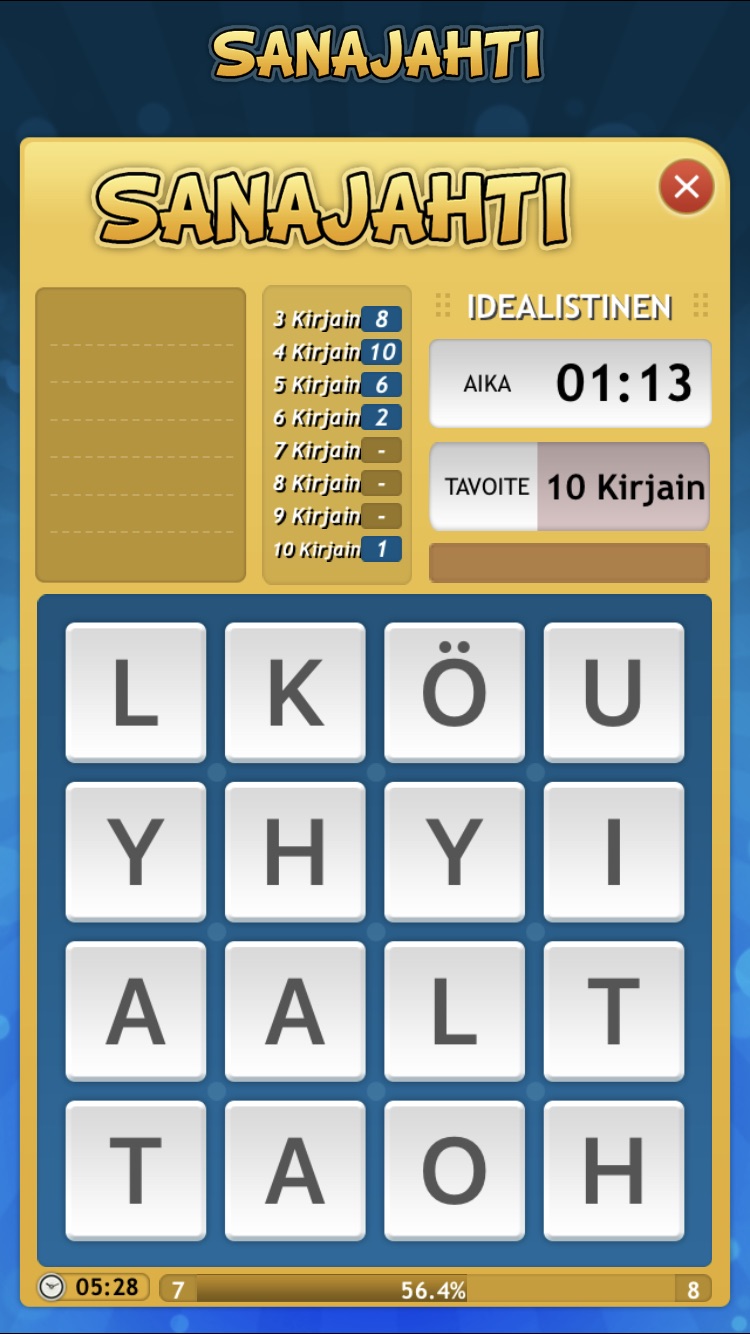 SANAJAHTI
SANAJAHTI
3 Kirjain 8
4 Kirjain 10
5 Kirjain 6
6 Kirjain 2
7 Kirjain -
8 Kirjain -
9 Kirjain -
10 Kirjain 1
IDEALISTINEN
AIKA 01:13
TAVOITE 10 Kirjain
L K Ö U
Y H Y I
A A L T
T A O H
05:28 7 56.4% 8